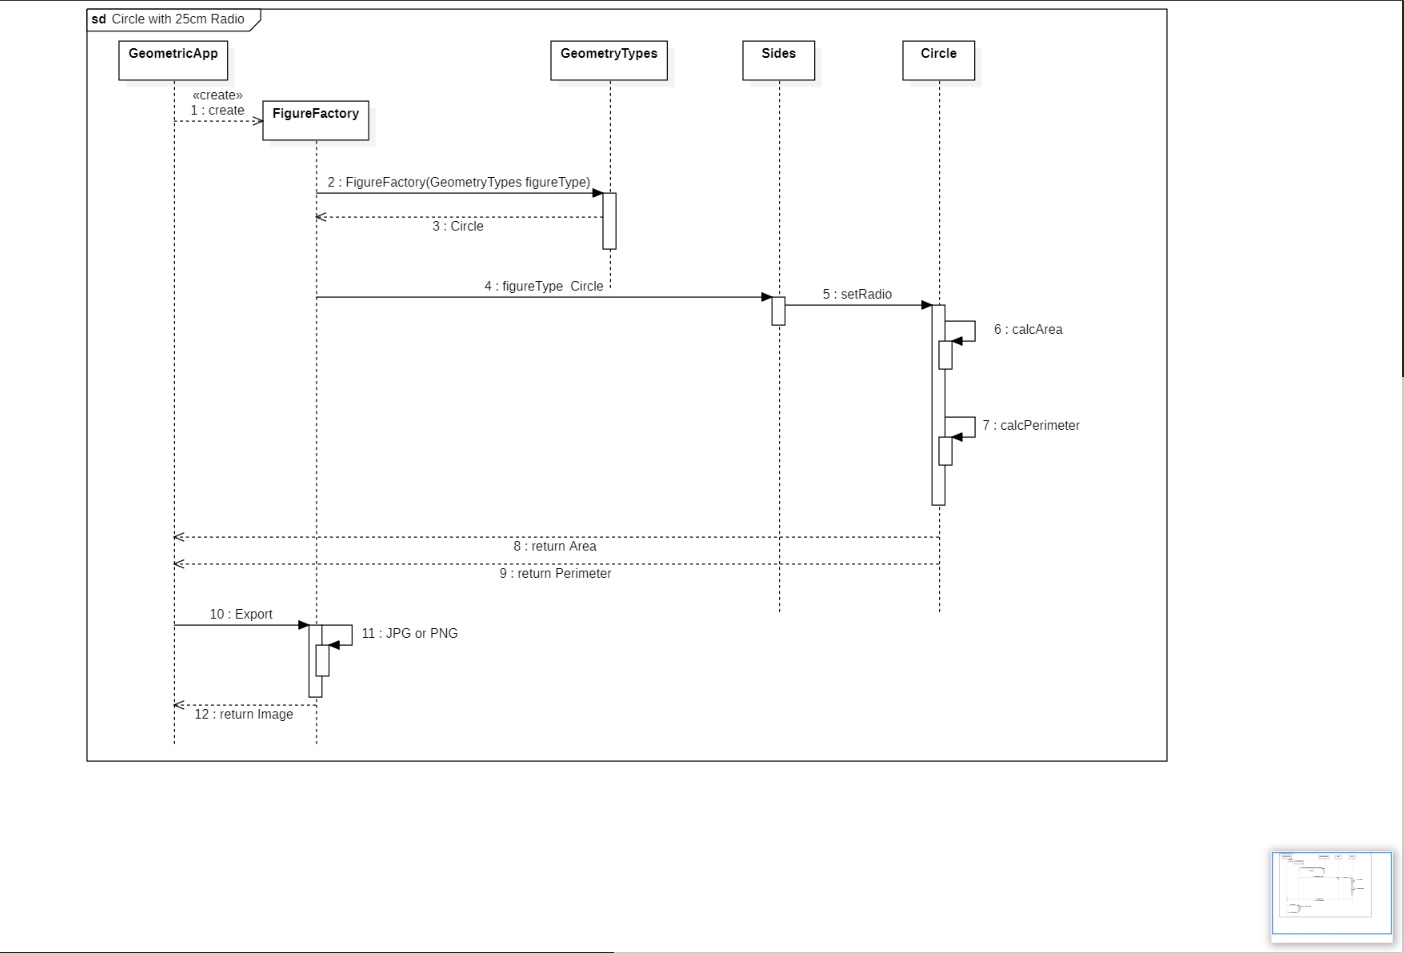 sd Circle with 25cm Radio
GeometricApp
GeometryTypes
Sides
Circle
«create»
1 : create
FigureFactory
2 : FigureFactory(GeometryTypes figureType)
3 : Circle
4 : figureType  Circle
5 : setRadio
6 : calcArea
7 : calcPerimeter
8 : return Area
9 : return Perimeter
10 : Export
11 : JPG or PNG
12 : return Image